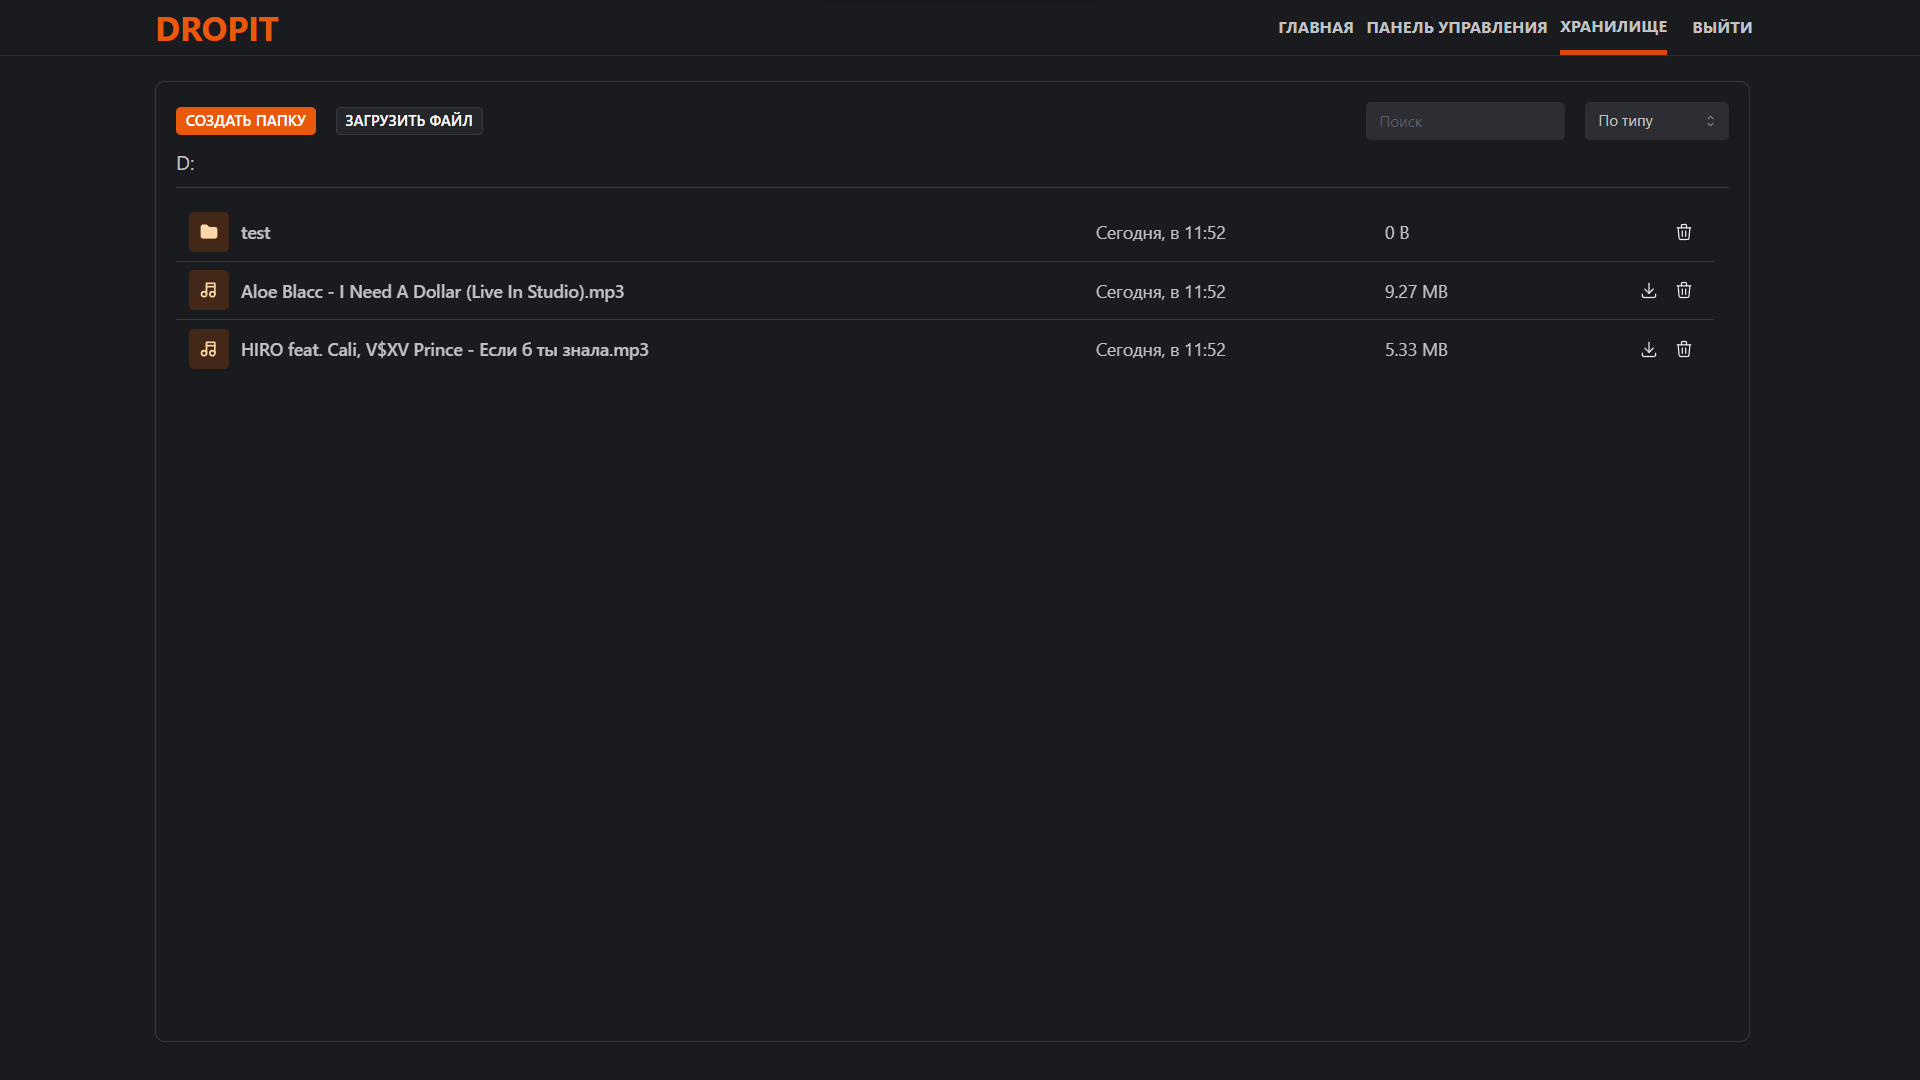 DROPIT
ГЛАВНАЯ ПАНЕЛЬ УПРАВЛЕНИЯ ХРАНИЛИЩЕ ВЫЙТИ
СОЗДАТЬ ПАПКУ ЗАГРУЗИТЬ ФАЙЛ Поиск По типу
D:
test Сегодня, в 11:52 0 B
Aloe Blacc - I Need A Dollar (Live In Studio).mp3 Сегодня, в 11:52 9.27 MB
HIRO feat. Cali, V$XV Prince - Если б ты знала.mp3 Сегодня, в 11:52 5.33 MB